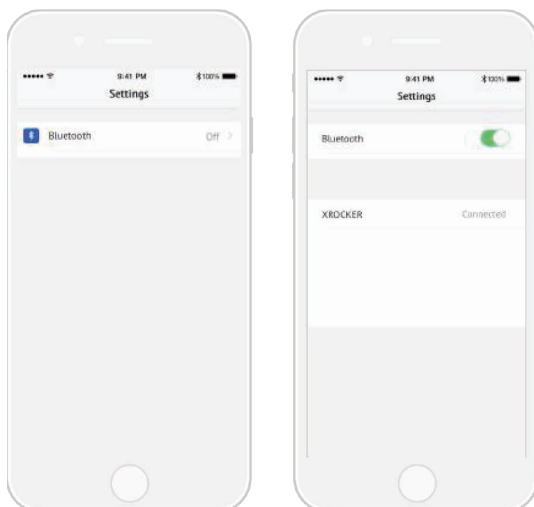 9:41 PM
100%
Settings
Bluetooth
Off
9:41 PM
100%
Settings
Bluetooth
XROCKER
Connected